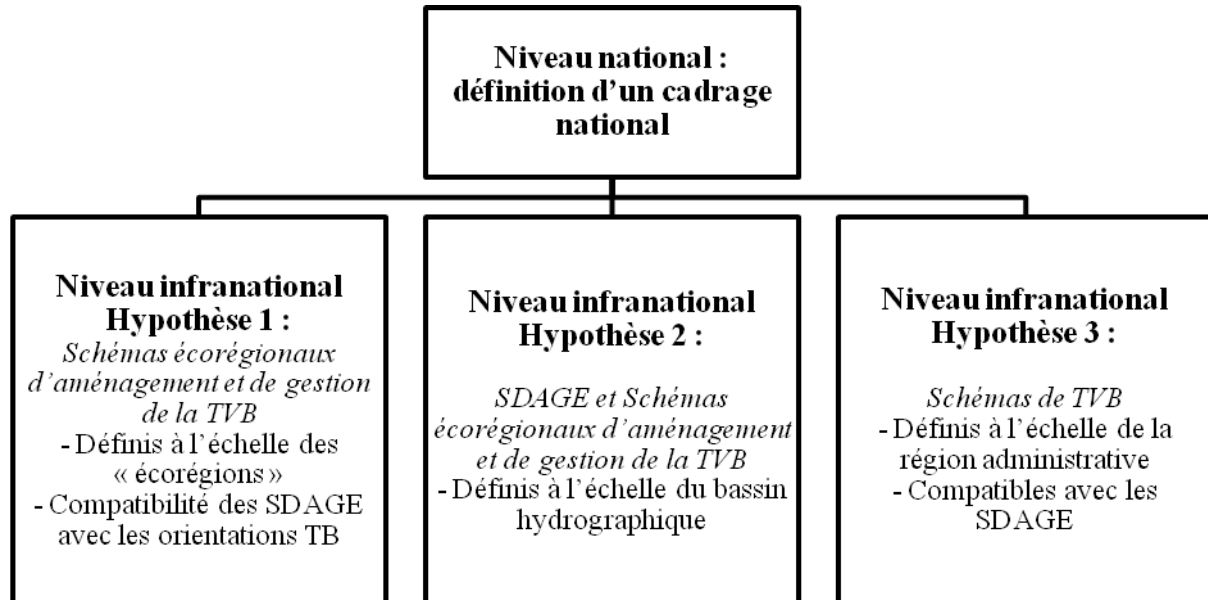 Niveau national :
définition d’un cadrage
national
Niveau infranational
Hypothèse 1 :
Schémas écorégionaux
d’aménagement et de gestion
de la TVB
- Définis à l’échelle des
« écorégions »
- Compatibilité des SDAGE
avec les orientations TB
Niveau infranational
Hypothèse 2 :
SDAGE et Schémas
écorégionaux d’aménagement
et de gestion de la TVB
- Définis à l’échelle du bassin
hydrographique
Niveau infranational
Hypothèse 3 :
Schémas de TVB
- Définis à l’échelle de la
région administrative
- Compatibles avec les
SDAGE